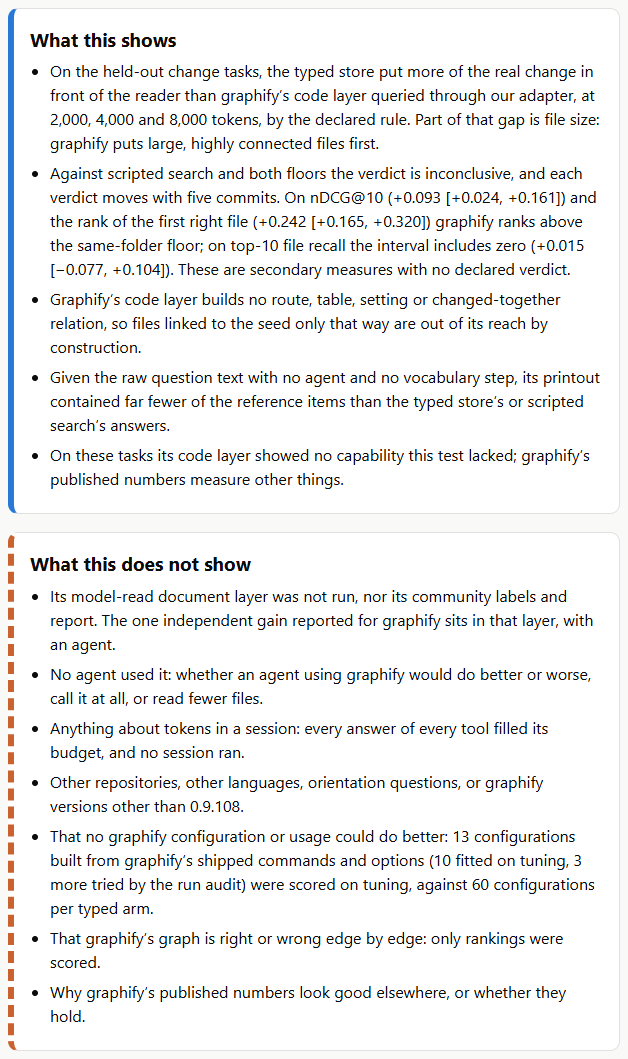 What this shows
• On the held-out change tasks, the typed store put more of the real change in
front of the reader than graphify’s code layer queried through our adapter, at
2,000, 4,000 and 8,000 tokens, by the declared rule. Part of that gap is file size:
graphify puts large, highly connected files first.
• Against scripted search and both floors the verdict is inconclusive, and each
verdict moves with five commits. On nDCG@10 (+0.093 [+0.024, +0.161]) and
the rank of the first right file (+0.242 [+0.165, +0.320]) graphify ranks above
the same-folder floor; on top-10 file recall the interval includes zero (+0.015
[−0.077, +0.104]). These are secondary measures with no declared verdict.
• Graphify’s code layer builds no route, table, setting or changed-together
relation, so files linked to the seed only that way are out of its reach by
construction.
• Given the raw question text with no agent and no vocabulary step, its printout
contained far fewer of the reference items than the typed store’s or scripted
search’s answers.
• On these tasks its code layer showed no capability this test lacked; graphify’s
published numbers measure other things.
What this does not show
• Its model-read document layer was not run, nor its community labels and
report. The one independent gain reported for graphify sits in that layer, with
an agent.
• No agent used it: whether an agent using graphify would do better or worse,
call it at all, or read fewer files.
• Anything about tokens in a session: every answer of every tool filled its
budget, and no session ran.
• Other repositories, other languages, orientation questions, or graphify
versions other than 0.9.108.
• That no graphify configuration or usage could do better: 13 configurations
built from graphify’s shipped commands and options (10 fitted on tuning, 3
more tried by the run audit) were scored on tuning, against 60 configurations
per typed arm.
• That graphify’s graph is right or wrong edge by edge: only rankings were
scored.
• Why graphify’s published numbers look good elsewhere, or whether they
hold.